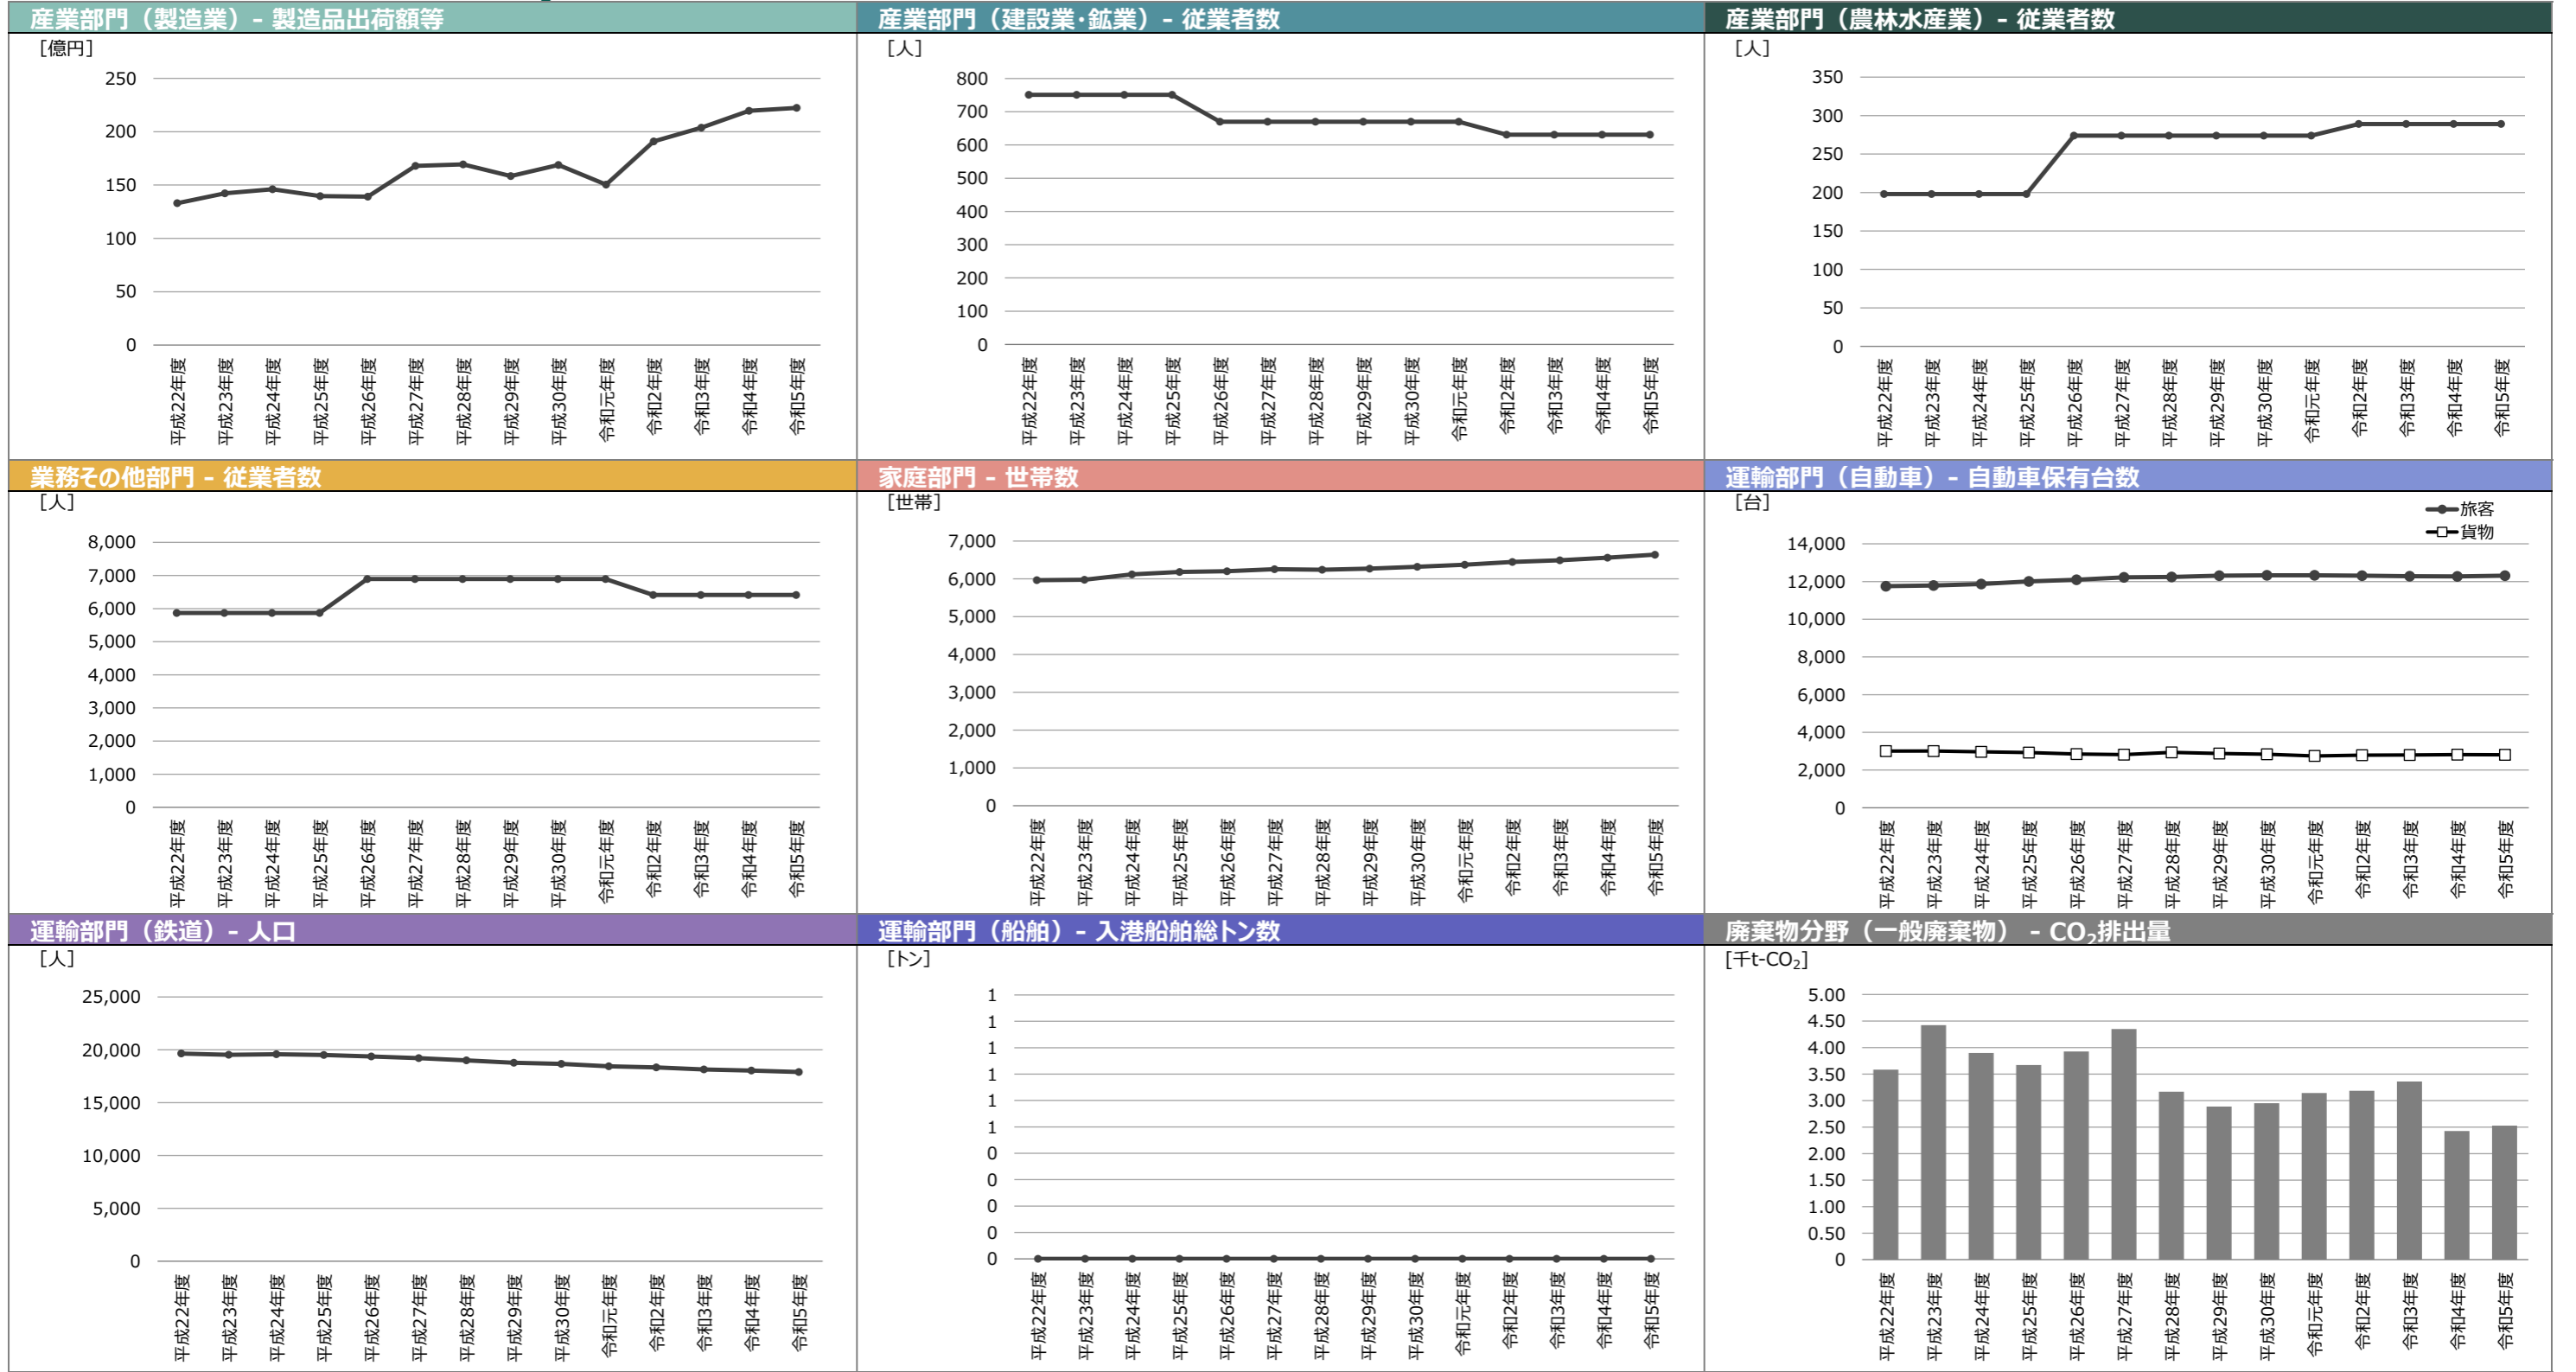 産業部門（製造業）- 製造品出荷額等
[億円]
250
200
150
100
50
0
平成22年度
平成23年度
平成24年度
平成25年度
平成26年度
平成27年度
平成28年度
平成29年度
平成30年度
令和元年度
令和2年度
令和3年度
令和4年度
令和5年度
産業部門（建設業･鉱業）- 従業者数
[人]
800
700
600
500
400
300
200
100
0
平成22年度
平成23年度
平成24年度
平成25年度
平成26年度
平成27年度
平成28年度
平成29年度
平成30年度
令和元年度
令和2年度
令和3年度
令和4年度
令和5年度
産業部門（農林水産業）- 従業者数
[人]
350
300
250
200
150
100
50
0
平成22年度
平成23年度
平成24年度
平成25年度
平成26年度
平成27年度
平成28年度
平成29年度
平成30年度
令和元年度
令和2年度
令和3年度
令和4年度
令和5年度
業務その他部門 - 従業者数
[人]
8,000
7,000
6,000
5,000
4,000
3,000
2,000
1,000
0
平成22年度
平成23年度
平成24年度
平成25年度
平成26年度
平成27年度
平成28年度
平成29年度
平成30年度
令和元年度
令和2年度
令和3年度
令和4年度
令和5年度
家庭部門 - 世帯数
[世帯]
7,000
6,000
5,000
4,000
3,000
2,000
1,000
0
平成22年度
平成23年度
平成24年度
平成25年度
平成26年度
平成27年度
平成28年度
平成29年度
平成30年度
令和元年度
令和2年度
令和3年度
令和4年度
令和5年度
運輸部門（自動車）- 自動車保有台数
[台]
旅客
貨物
14,000
12,000
10,000
8,000
6,000
4,000
2,000
0
平成22年度
平成23年度
平成24年度
平成25年度
平成26年度
平成27年度
平成28年度
平成29年度
平成30年度
令和元年度
令和2年度
令和3年度
令和4年度
令和5年度
運輸部門（鉄道）- 人口
[人]
25,000
20,000
15,000
10,000
5,000
0
平成22年度
平成23年度
平成24年度
平成25年度
平成26年度
平成27年度
平成28年度
平成29年度
平成30年度
令和元年度
令和2年度
令和3年度
令和4年度
令和5年度
運輸部門（船舶）- 入港船舶総トン数
[トン]
1
1
1
1
1
1
0
0
0
0
0
平成22年度
平成23年度
平成24年度
平成25年度
平成26年度
平成27年度
平成28年度
平成29年度
平成30年度
令和元年度
令和2年度
令和3年度
令和4年度
令和5年度
廃棄物分野（一般廃棄物） - CO₂排出量
[千t-CO₂]
5.00
4.50
4.00
3.50
3.00
2.50
2.00
1.50
1.00
0.50
0
平成22年度
平成23年度
平成24年度
平成25年度
平成26年度
平成27年度
平成28年度
平成29年度
平成30年度
令和元年度
令和2年度
令和3年度
令和4年度
令和5年度